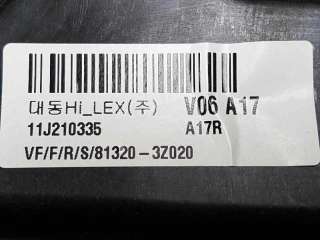 대동Hi_LEX(주) V06 A17
11J210335 A17R
VF/F/R/S/81320-3Z020